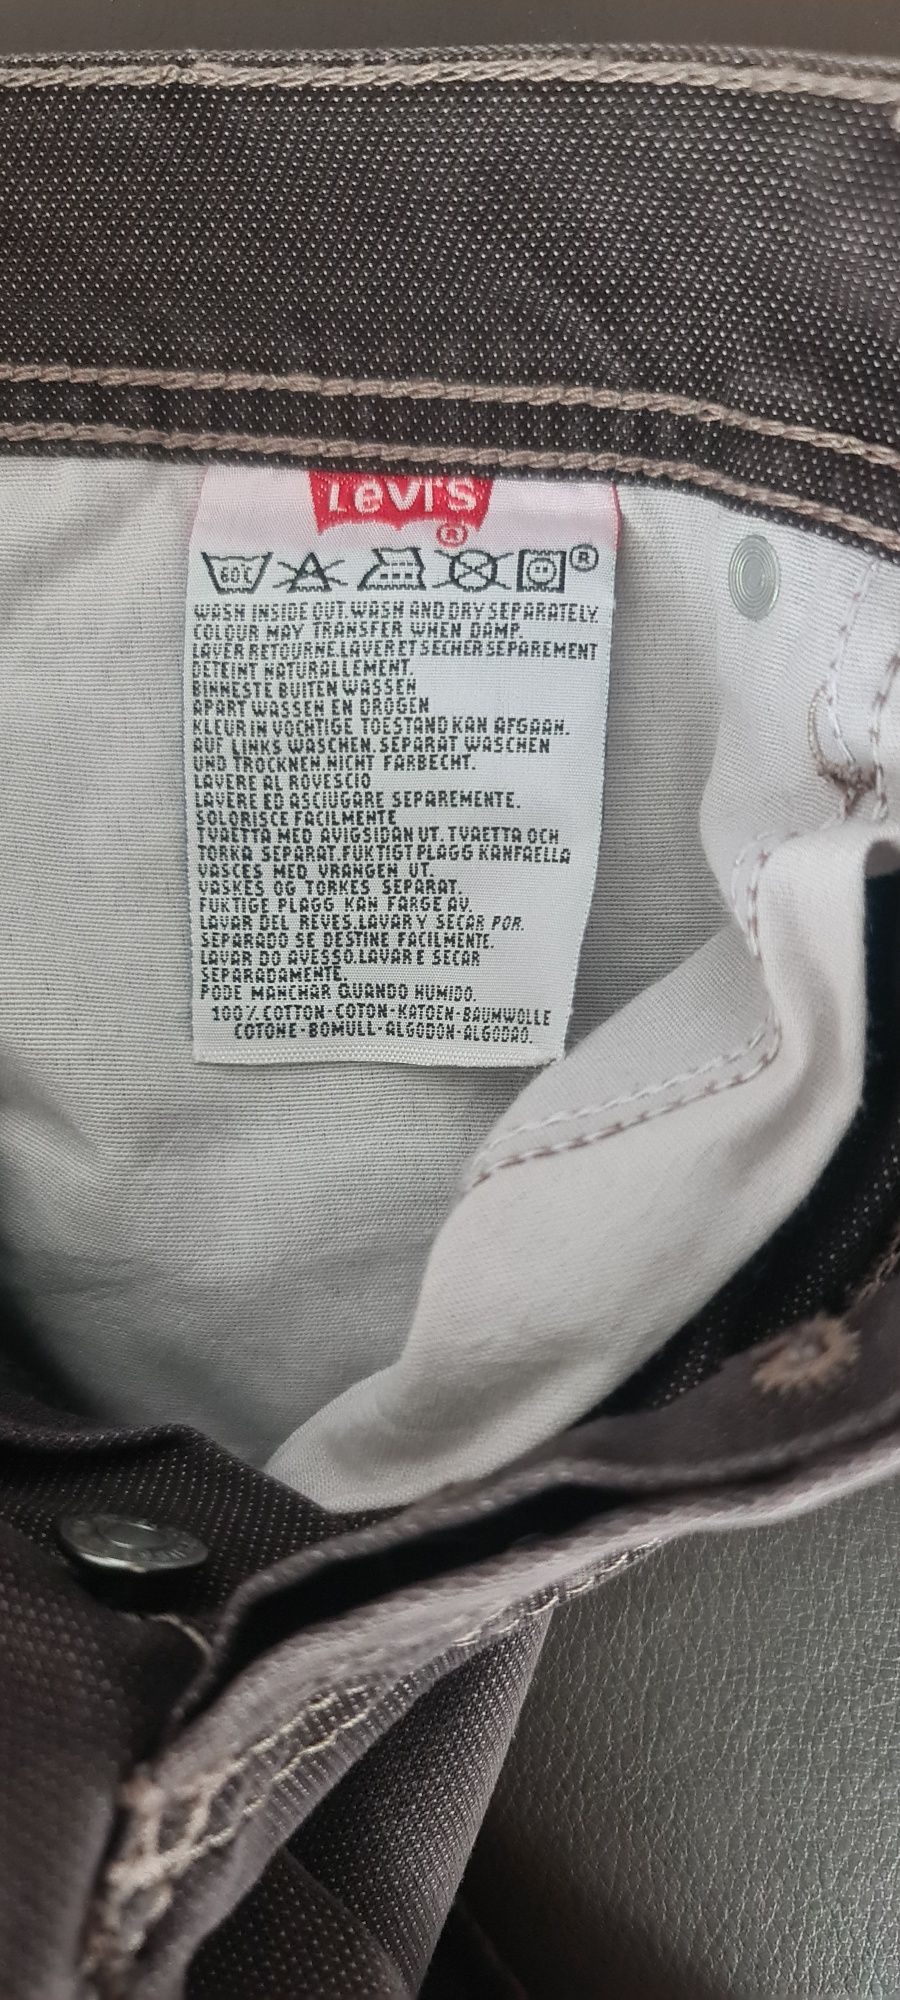 Levi's
®
60C ®
WASH INSIDE OUT. WASH AND DRY SEPARATELY.
COLOUR MAY TRANSFER WHEN DAMP.
LAVER RETOURNE.LAVER ET SECHER SEPAREMENT
DETEINT NATURALLEMENT.
BINNESTE BUITEN WASSEN
APART WASSEN EN DROGEN
KLEUR IN VOCHTIGE TOESTAND KAN AFGAAN.
AUF LINKS WASCHEN. SEPARAT WASCHEN
UND TROCKNEN.NICHT FARBECHT.
LAVERE AL ROVESCIO
LAVERE ED ASCIUGARE SEPAREMENTE.
SOLORISCE FACILMENTE
TVAETTA MED AVIGSIDAN UT. TVAETTA OCH
TORKA SEPARAT.FUKTIGT PLAGG KANFAELLA
VASCES MED VRANGEN UT.
VASKES OG TORKES SEPARAT.
FUKTIGE PLAGG KAN FARGE AV.
LAVAR DEL REVES.LAVAR Y SECAR POR.
SEPARADO SE DESTINE FACILMENTE.
LAVAR DO AVESSO.LAVAR E SECAR
SEPARADAMENTE.
PODE MANCHAR QUANDO HUMIDO.
100% COTTON-COTON-KATOEN-BAUMWOLLE
COTONE-BOMULL-ALGODON-ALGODAO.